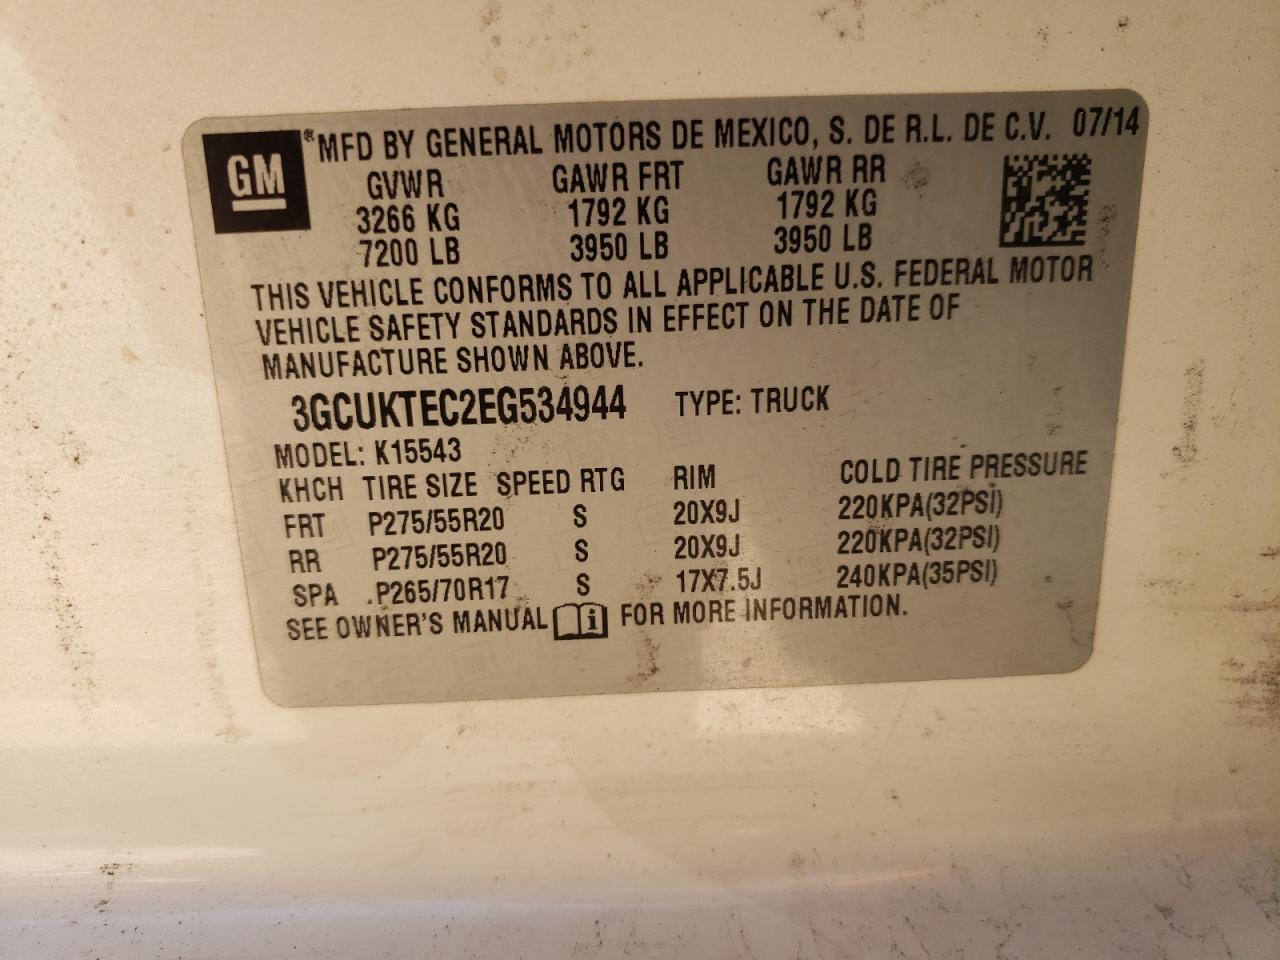 GM ® MFD BY GENERAL MOTORS DE MEXICO, S. DE R.L. DE C.V. 07/14
GVWR GAWR FRT GAWR RR
3266 KG 1792 KG 1792 KG
7200 LB 3950 LB 3950 LB
THIS VEHICLE CONFORMS TO ALL APPLICABLE U.S. FEDERAL MOTOR
VEHICLE SAFETY STANDARDS IN EFFECT ON THE DATE OF
MANUFACTURE SHOWN ABOVE.
3GCUKTEC2EG534944 TYPE: TRUCK
MODEL: K15543
KHCH TIRE SIZE SPEED RTG RIM COLD TIRE PRESSURE
FRT P275/55R20 S 20X9J 220KPA(32PSI)
RR P275/55R20 S 20X9J 220KPA(32PSI)
SPA P265/70R17 S 17X7.5J 240KPA(35PSI)
SEE OWNER'S MANUAL i FOR MORE INFORMATION.